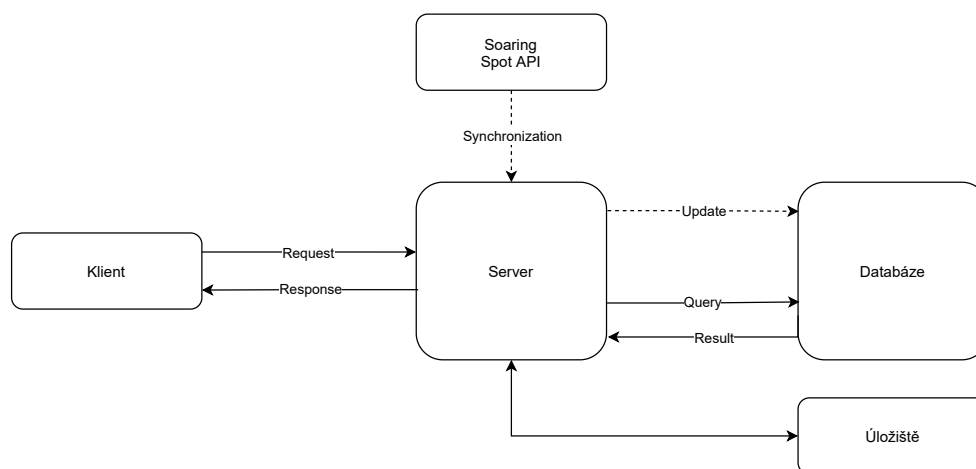 Soaring
Spot API
Synchronization
Update
Request
Klient
Server
Databáze
Response
Query
Result
Úložiště